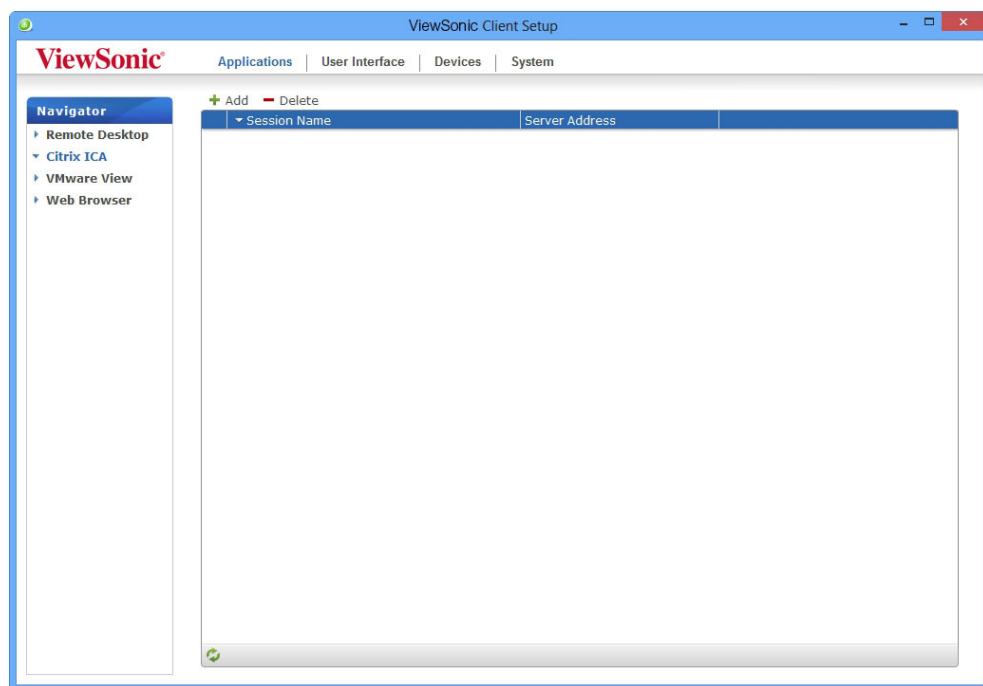 ViewSonic Client Setup
ViewSonic®
Applications | User Interface | Devices | System
Navigator
Remote Desktop
Citrix ICA
VMware View
Web Browser
Add Delete
Session Name Server Address